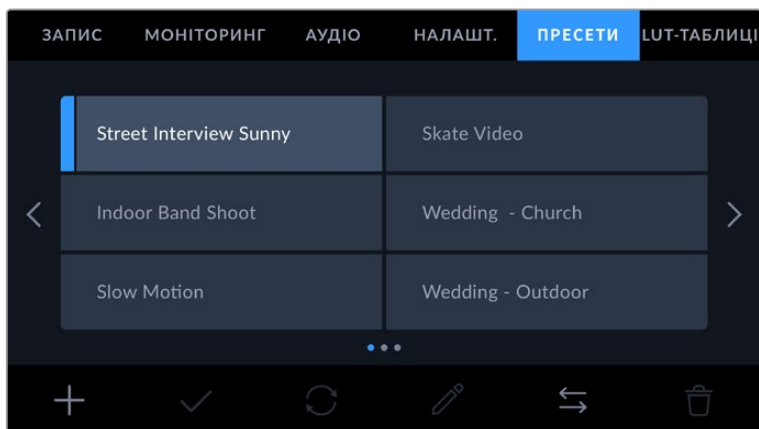 ЗАПИС МОНІТОРИНГ АУДІО НАЛАШТ. ПРЕСЕТИ LUT-ТАБЛИЦІ
Street Interview Sunny Skate Video
Indoor Band Shoot Wedding - Church
Slow Motion Wedding - Outdoor